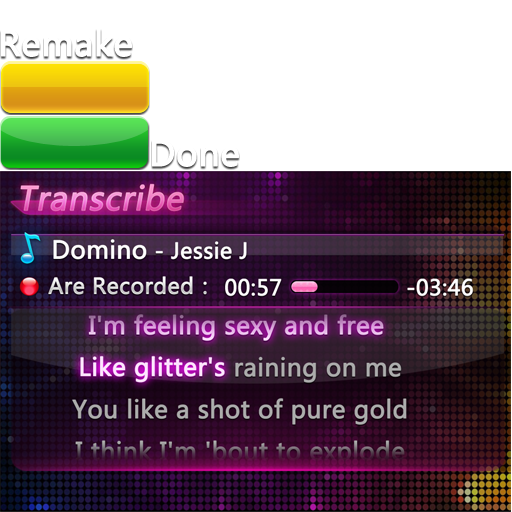 Remake
Done
Transcribe
Domino - Jessie J
Are Recorded : 00:57 -03:46
I'm feeling sexy and free
Like glitter's raining on me
You like a shot of pure gold
I think I'm 'bout to explode